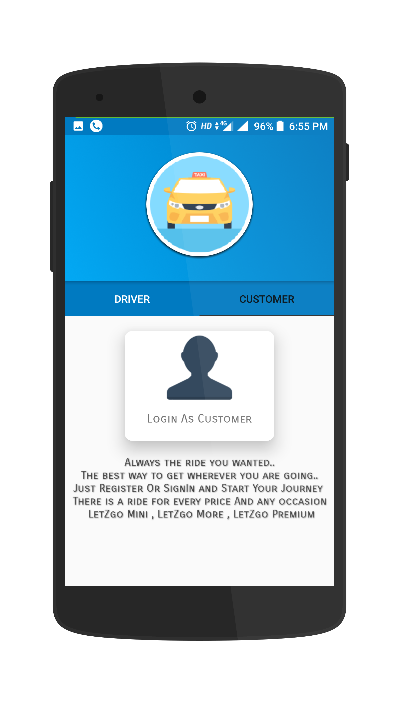 HD 4G 96% 6:55 PM
TAXI
DRIVER CUSTOMER
Login As Customer
Always the ride you wanted..
The best way to get wherever you are going..
Just Register Or SignIn and Start Your Journey
There is a ride for every price And any occasion
LetZgo Mini , LetZgo More , LetZgo Premium